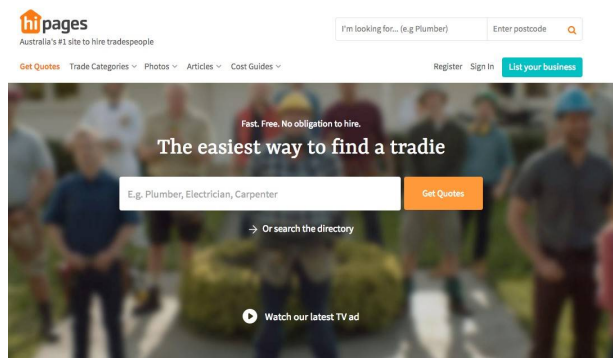 hipages
Australia's #1 site to hire tradespeople
I'm looking for... (e.g Plumber)
Enter postcode
Get Quotes Trade Categories Photos Articles Cost Guides
Register Sign In List your business
Fast. Free. No obligation to hire.
The easiest way to find a tradie
E.g. Plumber, Electrician, Carpenter
Get Quotes
Or search the directory
Watch our latest TV ad